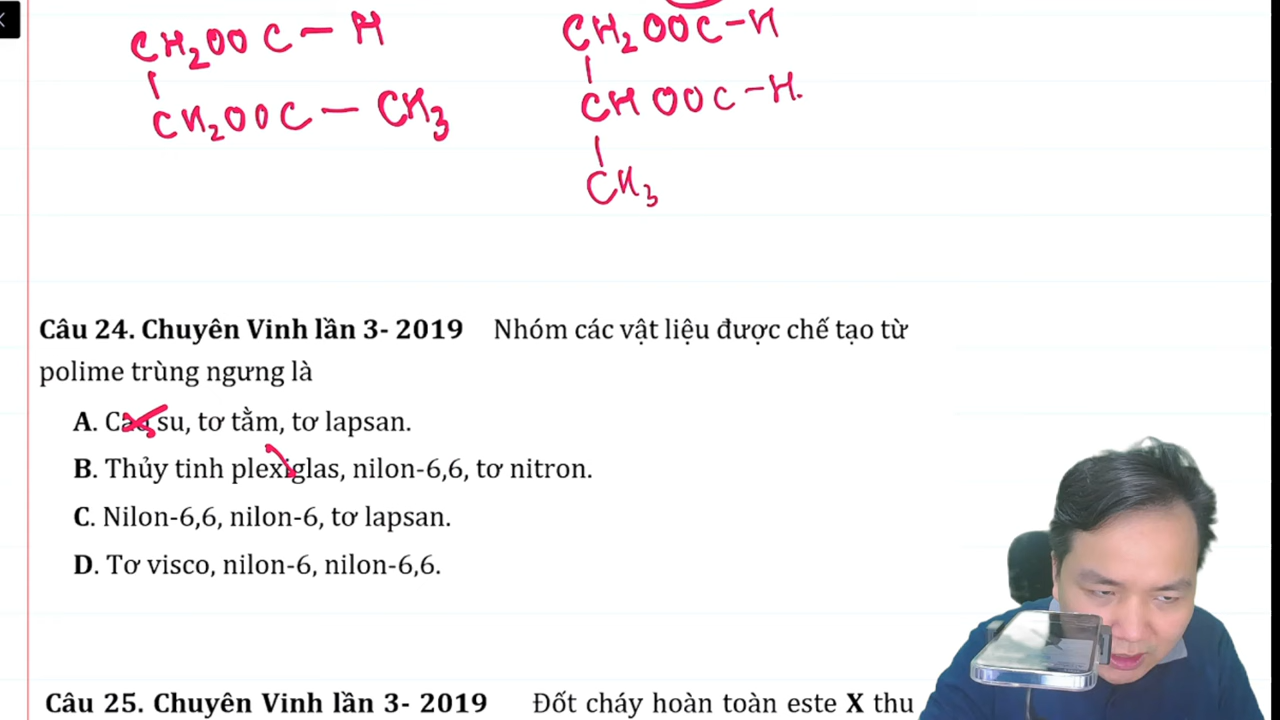 CH₂OOC — H CH₂OOC–H
CH₂OOC — CH₃ CHOOC–H.
CH₃
Câu 24. Chuyên Vinh lần 3- 2019 Nhóm các vật liệu được chế tạo từ
polime trùng ngưng là
A. Cao su, tơ tằm, tơ lapsan.
B. Thủy tinh plexiglas, nilon-6,6, tơ nitron.
C. Nilon-6,6, nilon-6, tơ lapsan.
D. Tơ visco, nilon-6, nilon-6,6.
Câu 25. Chuyên Vinh lần 3- 2019 Đốt cháy hoàn toàn este X thu